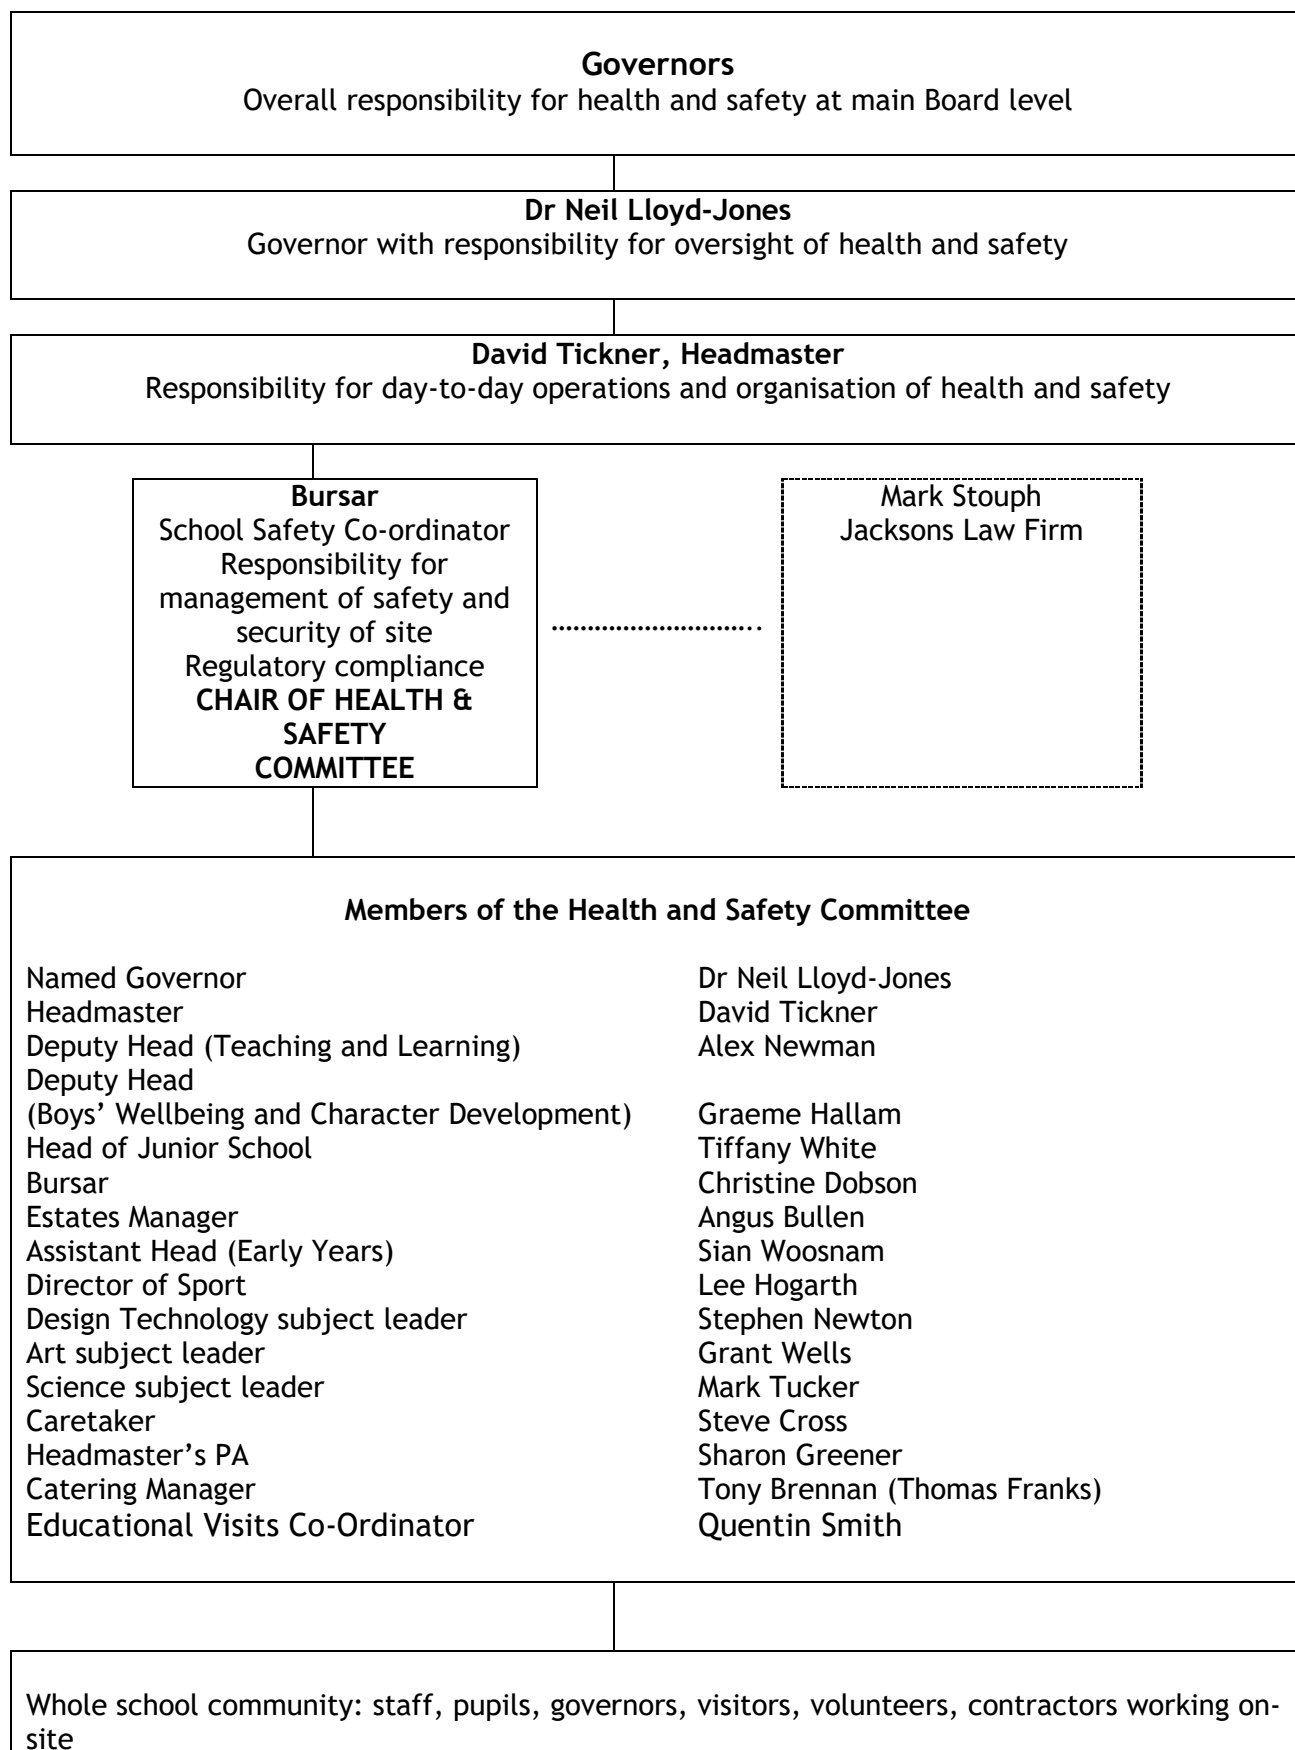 Governors
Overall responsibility for health and safety at main Board level
Dr Neil Lloyd-Jones
Governor with responsibility for oversight of health and safety
David Tickner, Headmaster
Responsibility for day-to-day operations and organisation of health and safety
Bursar
School Safety Co-ordinator
Responsibility for
management of safety and
security of site
Regulatory compliance
CHAIR OF HEALTH &
SAFETY
COMMITTEE
Mark Stouph
Jacksons Law Firm
Members of the Health and Safety Committee
Named Governor Dr Neil Lloyd-Jones
Headmaster David Tickner
Deputy Head (Teaching and Learning) Alex Newman
Deputy Head
(Boys’ Wellbeing and Character Development) Graeme Hallam
Head of Junior School Tiffany White
Bursar Christine Dobson
Estates Manager Angus Bullen
Assistant Head (Early Years) Sian Woosnam
Director of Sport Lee Hogarth
Design Technology subject leader Stephen Newton
Art subject leader Grant Wells
Science subject leader Mark Tucker
Caretaker Steve Cross
Headmaster’s PA Sharon Greener
Catering Manager Tony Brennan (Thomas Franks)
Educational Visits Co-Ordinator Quentin Smith
Whole school community: staff, pupils, governors, visitors, volunteers, contractors working on-
site